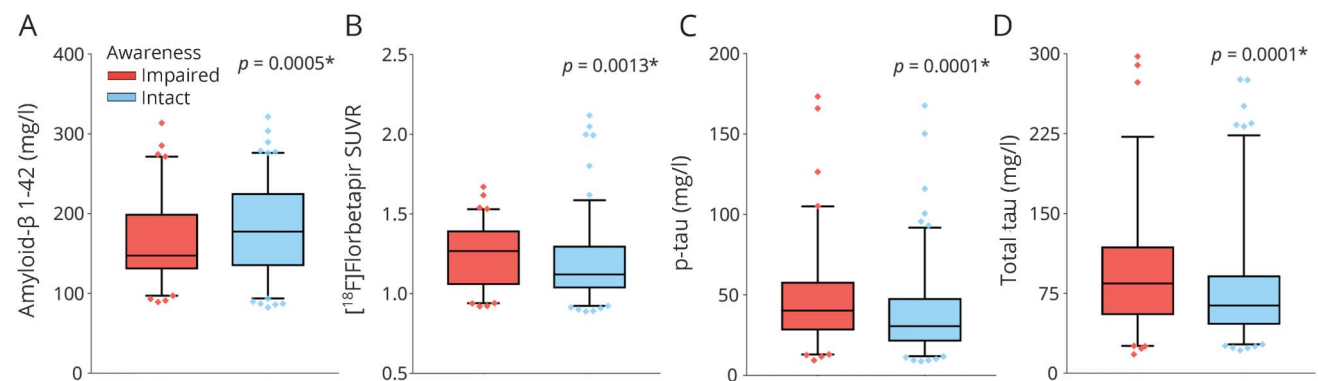 A
Amyloid-β 1-42 (mg/l)
400
300
200
100
0
Awareness
Impaired
Intact
p = 0.0005*
B
[¹⁸F]Florbetapir SUVR
2.5
2.0
1.5
1.0
0.5
p = 0.0013*
C
p-tau (mg/l)
200
150
100
50
0
p = 0.0001*
D
Total tau (mg/l)
300
225
150
75
0
p = 0.0001*